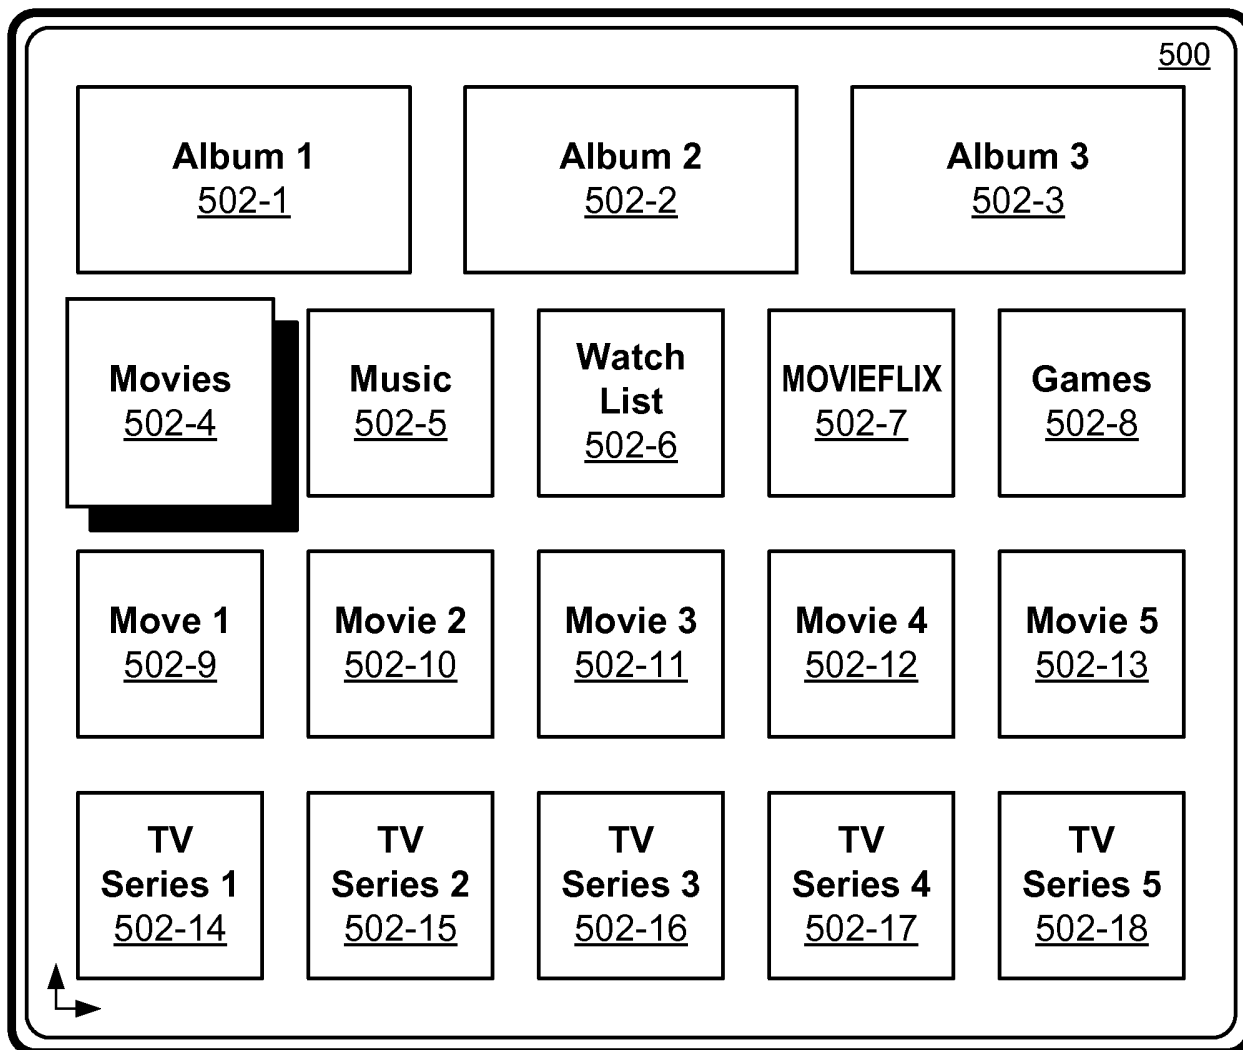 500
Album 1
502-1
Album 2
502-2
Album 3
502-3
Movies
502-4
Music
502-5
Watch
List
502-6
MOVIEFLIX
502-7
Games
502-8
Move 1
502-9
Movie 2
502-10
Movie 3
502-11
Movie 4
502-12
Movie 5
502-13
TV
Series 1
502-14
TV
Series 2
502-15
TV
Series 3
502-16
TV
Series 4
502-17
TV
Series 5
502-18